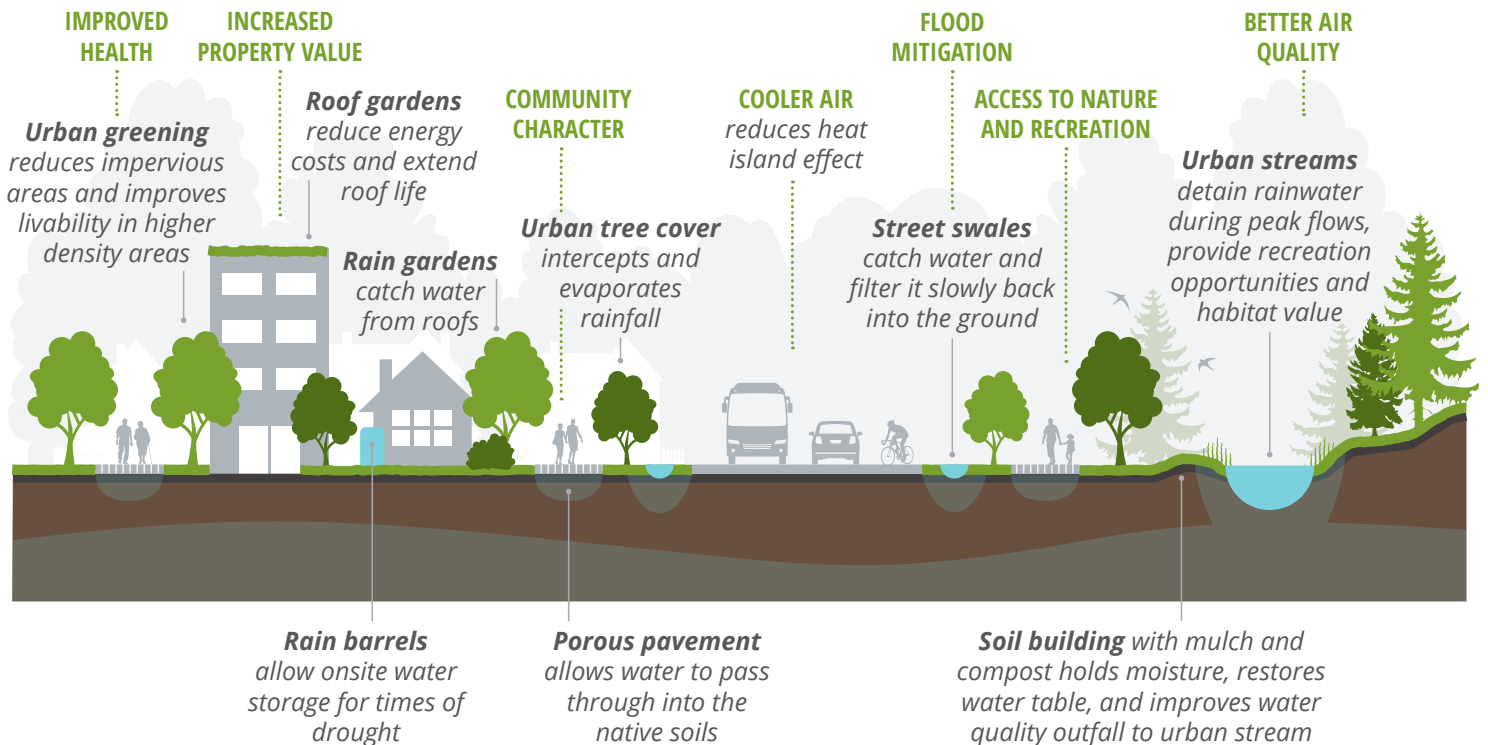 IMPROVED
HEALTH
Urban greening
reduces impervious
areas and improves
livability in higher
density areas
INCREASED
PROPERTY VALUE
Roof gardens
reduce energy
costs and extend
roof life
Rain gardens
catch water
from roofs
COMMUNITY
CHARACTER
Urban tree cover
intercepts and
evaporates
rainfall
COOLER AIR
reduces heat
island effect
FLOOD
MITIGATION
Street swales
catch water and
filter it slowly back
into the ground
ACCESS TO NATURE
AND RECREATION
BETTER AIR
QUALITY
Urban streams
detain rainwater
during peak flows,
provide recreation
opportunities and
habitat value
Rain barrels
allow onsite water
storage for times of
drought
Porous pavement
allows water to pass
through into the
native soils
Soil building with mulch and
compost holds moisture, restores
water table, and improves water
quality outfall to urban stream